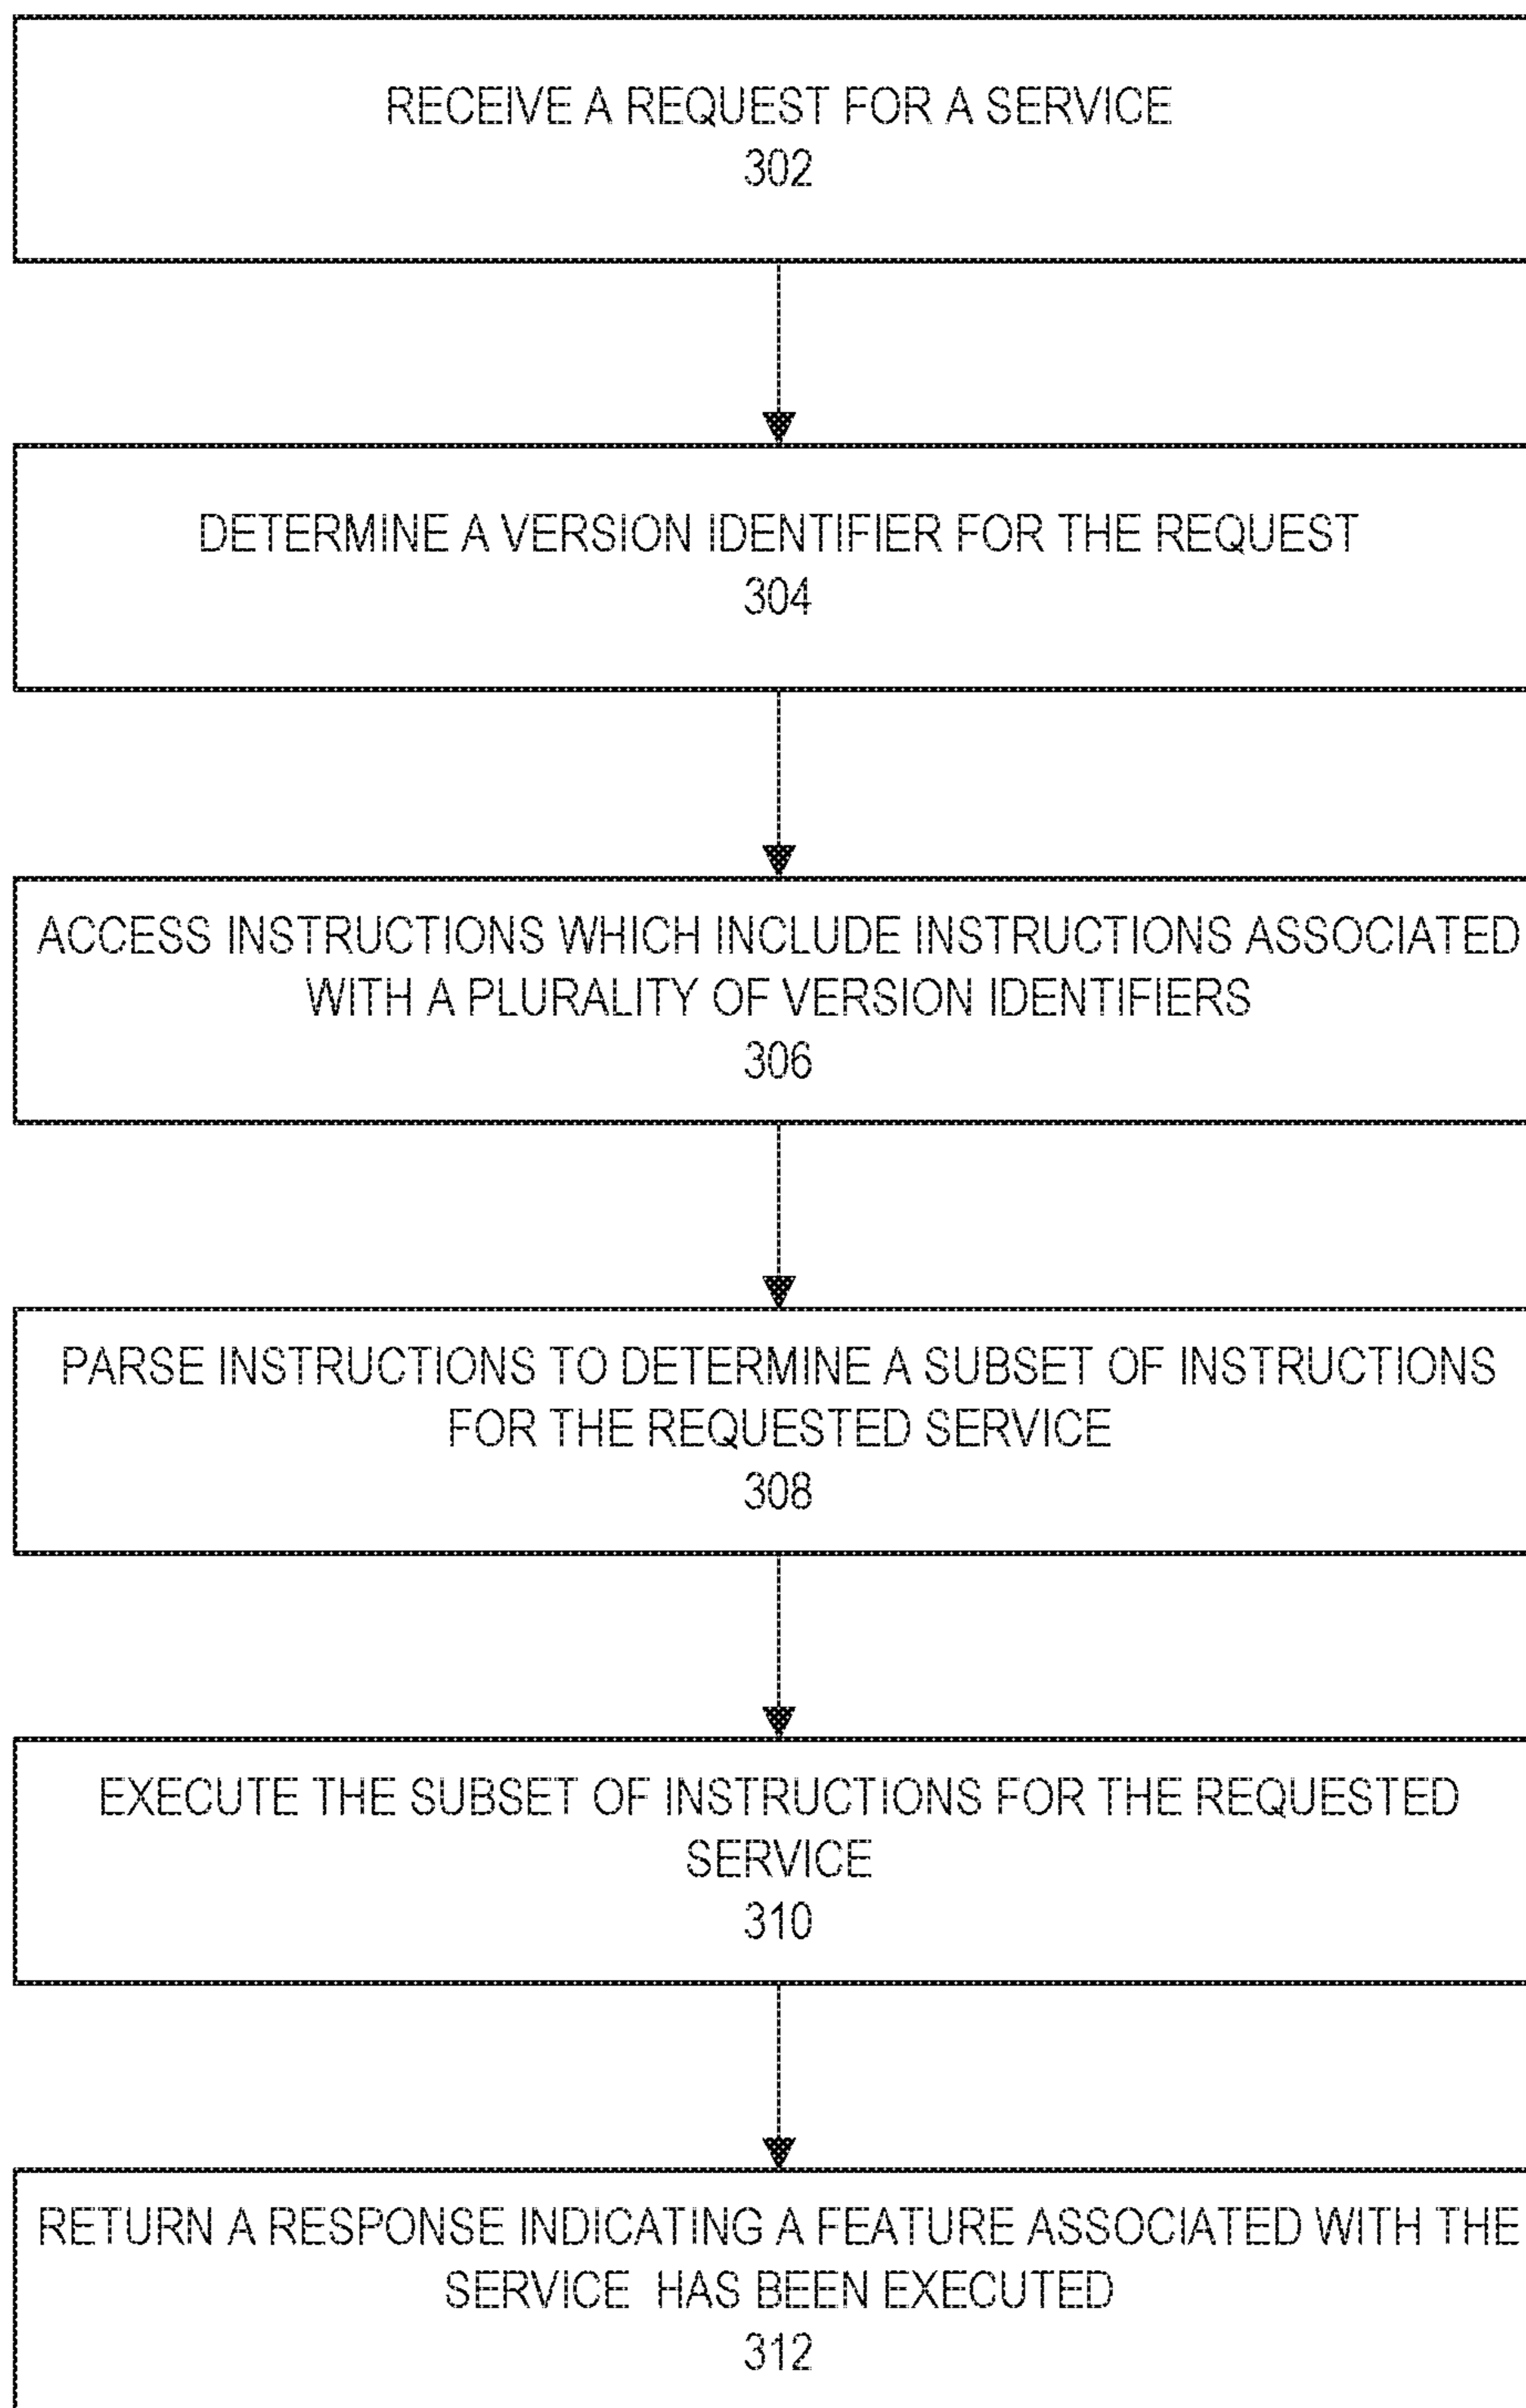 RECEIVE A REQUEST FOR A SERVICE
302
DETERMINE A VERSION IDENTIFIER FOR THE REQUEST
304
ACCESS INSTRUCTIONS WHICH INCLUDE INSTRUCTIONS ASSOCIATED
WITH A PLURALITY OF VERSION IDENTIFIERS
306
PARSE INSTRUCTIONS TO DETERMINE A SUBSET OF INSTRUCTIONS
FOR THE REQUESTED SERVICE
308
EXECUTE THE SUBSET OF INSTRUCTIONS FOR THE REQUESTED
SERVICE
310
RETURN A RESPONSE INDICATING A FEATURE ASSOCIATED WITH THE
SERVICE HAS BEEN EXECUTED
312